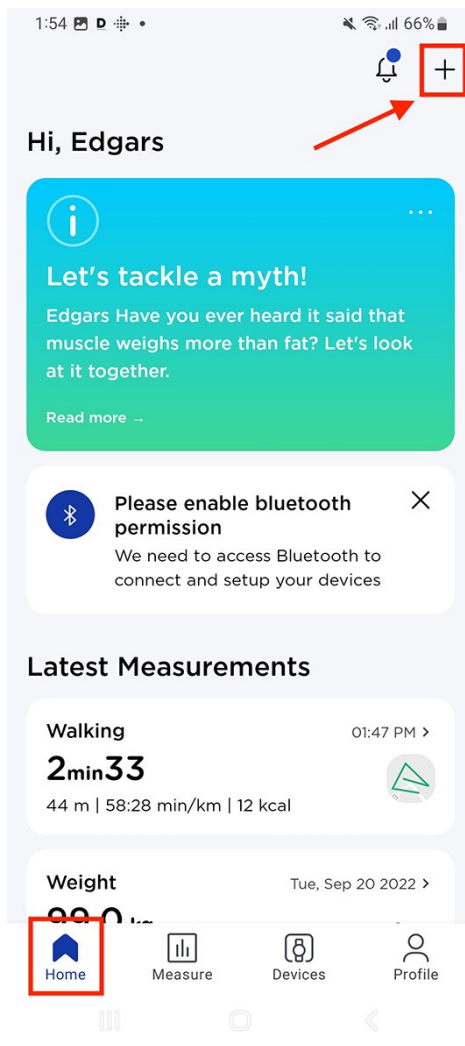 1:54 D 66%
Hi, Edgars
Let's tackle a myth!
Edgars Have you ever heard it said that
muscle weighs more than fat? Let's look
at it together.
Read more →
Please enable bluetooth
permission
We need to access Bluetooth to
connect and setup your devices
Latest Measurements
Walking 01:47 PM >
2min33
44 m | 58:28 min/km | 12 kcal
Weight Tue, Sep 20 2022 >
99.0 kg
Home Measure Devices Profile